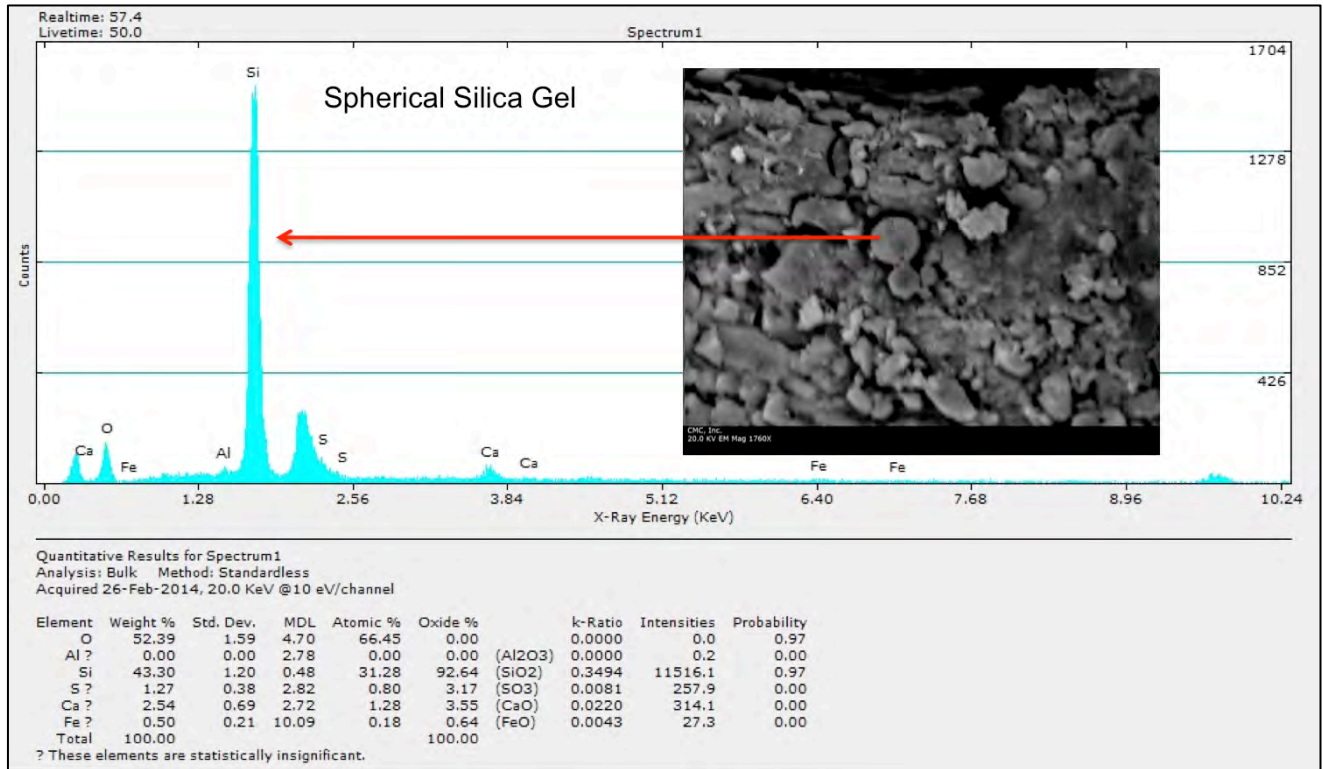 Realtime: 57.4
Livetime: 50.0
Spectrum1
1704
Si
Spherical Silica Gel
1278
852
426
Counts
O
Ca
Fe
Al
S
S
Ca
Ca
Fe
Fe
CMC, Inc.
20.0 KV EM Mag 1760X
0.00 1.28 2.56 3.84 5.12 6.40 7.68 8.96 10.24
X-Ray Energy (KeV)
Quantitative Results for Spectrum1
Analysis: Bulk Method: Standardless
Acquired 26-Feb-2014, 20.0 KeV @10 eV/channel
Element Weight % Std. Dev. MDL Atomic % Oxide % k-Ratio Intensities Probability
O 52.39 1.59 4.70 66.45 0.00 0.0000 0.0 0.97
Al ? 0.00 0.00 2.78 0.00 0.00 (Al2O3) 0.0000 0.2 0.00
Si 43.30 1.20 0.48 31.28 92.64 (SiO2) 0.3494 11516.1 0.97
S ? 1.27 0.38 2.82 0.80 3.17 (SO3) 0.0081 257.9 0.00
Ca ? 2.54 0.69 2.72 1.28 3.55 (CaO) 0.0220 314.1 0.00
Fe ? 0.50 0.21 10.09 0.18 0.64 (FeO) 0.0043 27.3 0.00
Total 100.00 100.00
? These elements are statistically insignificant.